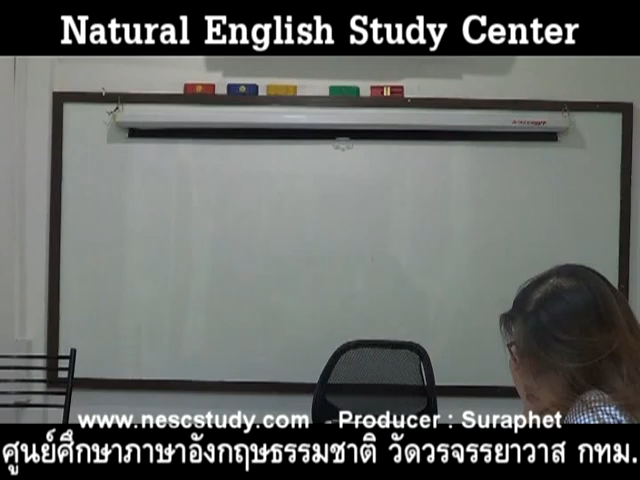 Natural English Study Center
www.nescstudy.com - Producer : Suraphet
ศูนย์ศึกษาภาษาอังกฤษธรรมชาติ วัดวรจรรยาวาส กทม.